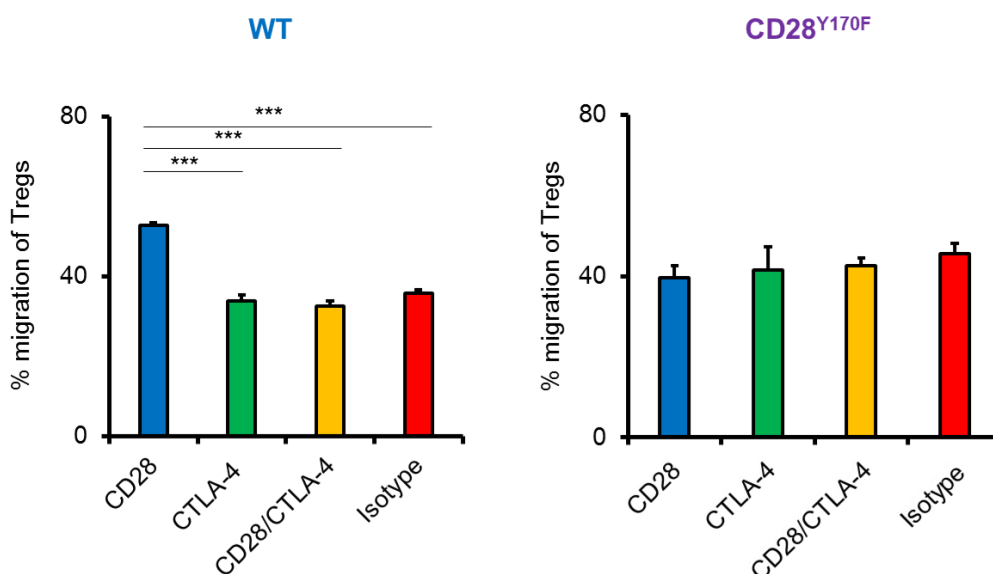 WT
% migration of Tregs
80
40
0
***
***
***
CD28
CTLA-4
CD28/CTLA-4
Isotype
CD28Y170F
% migration of Tregs
80
40
0
CD28
CTLA-4
CD28/CTLA-4
Isotype